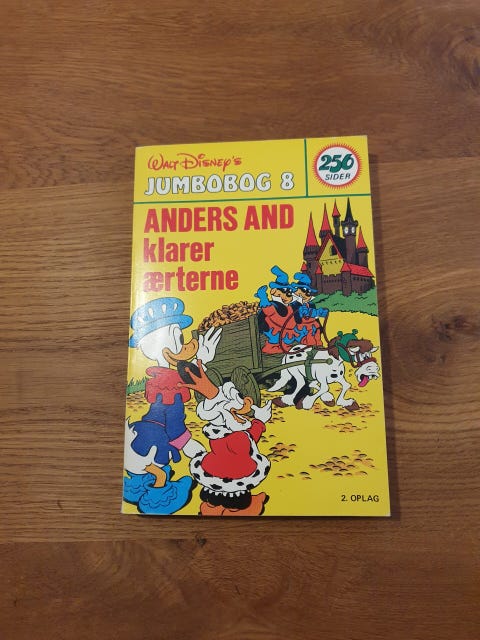 WALT DISNEY'S
JUMBOBOG 8
256
SIDER
ANDERS AND
klarer
ærterne
2. OPLAG